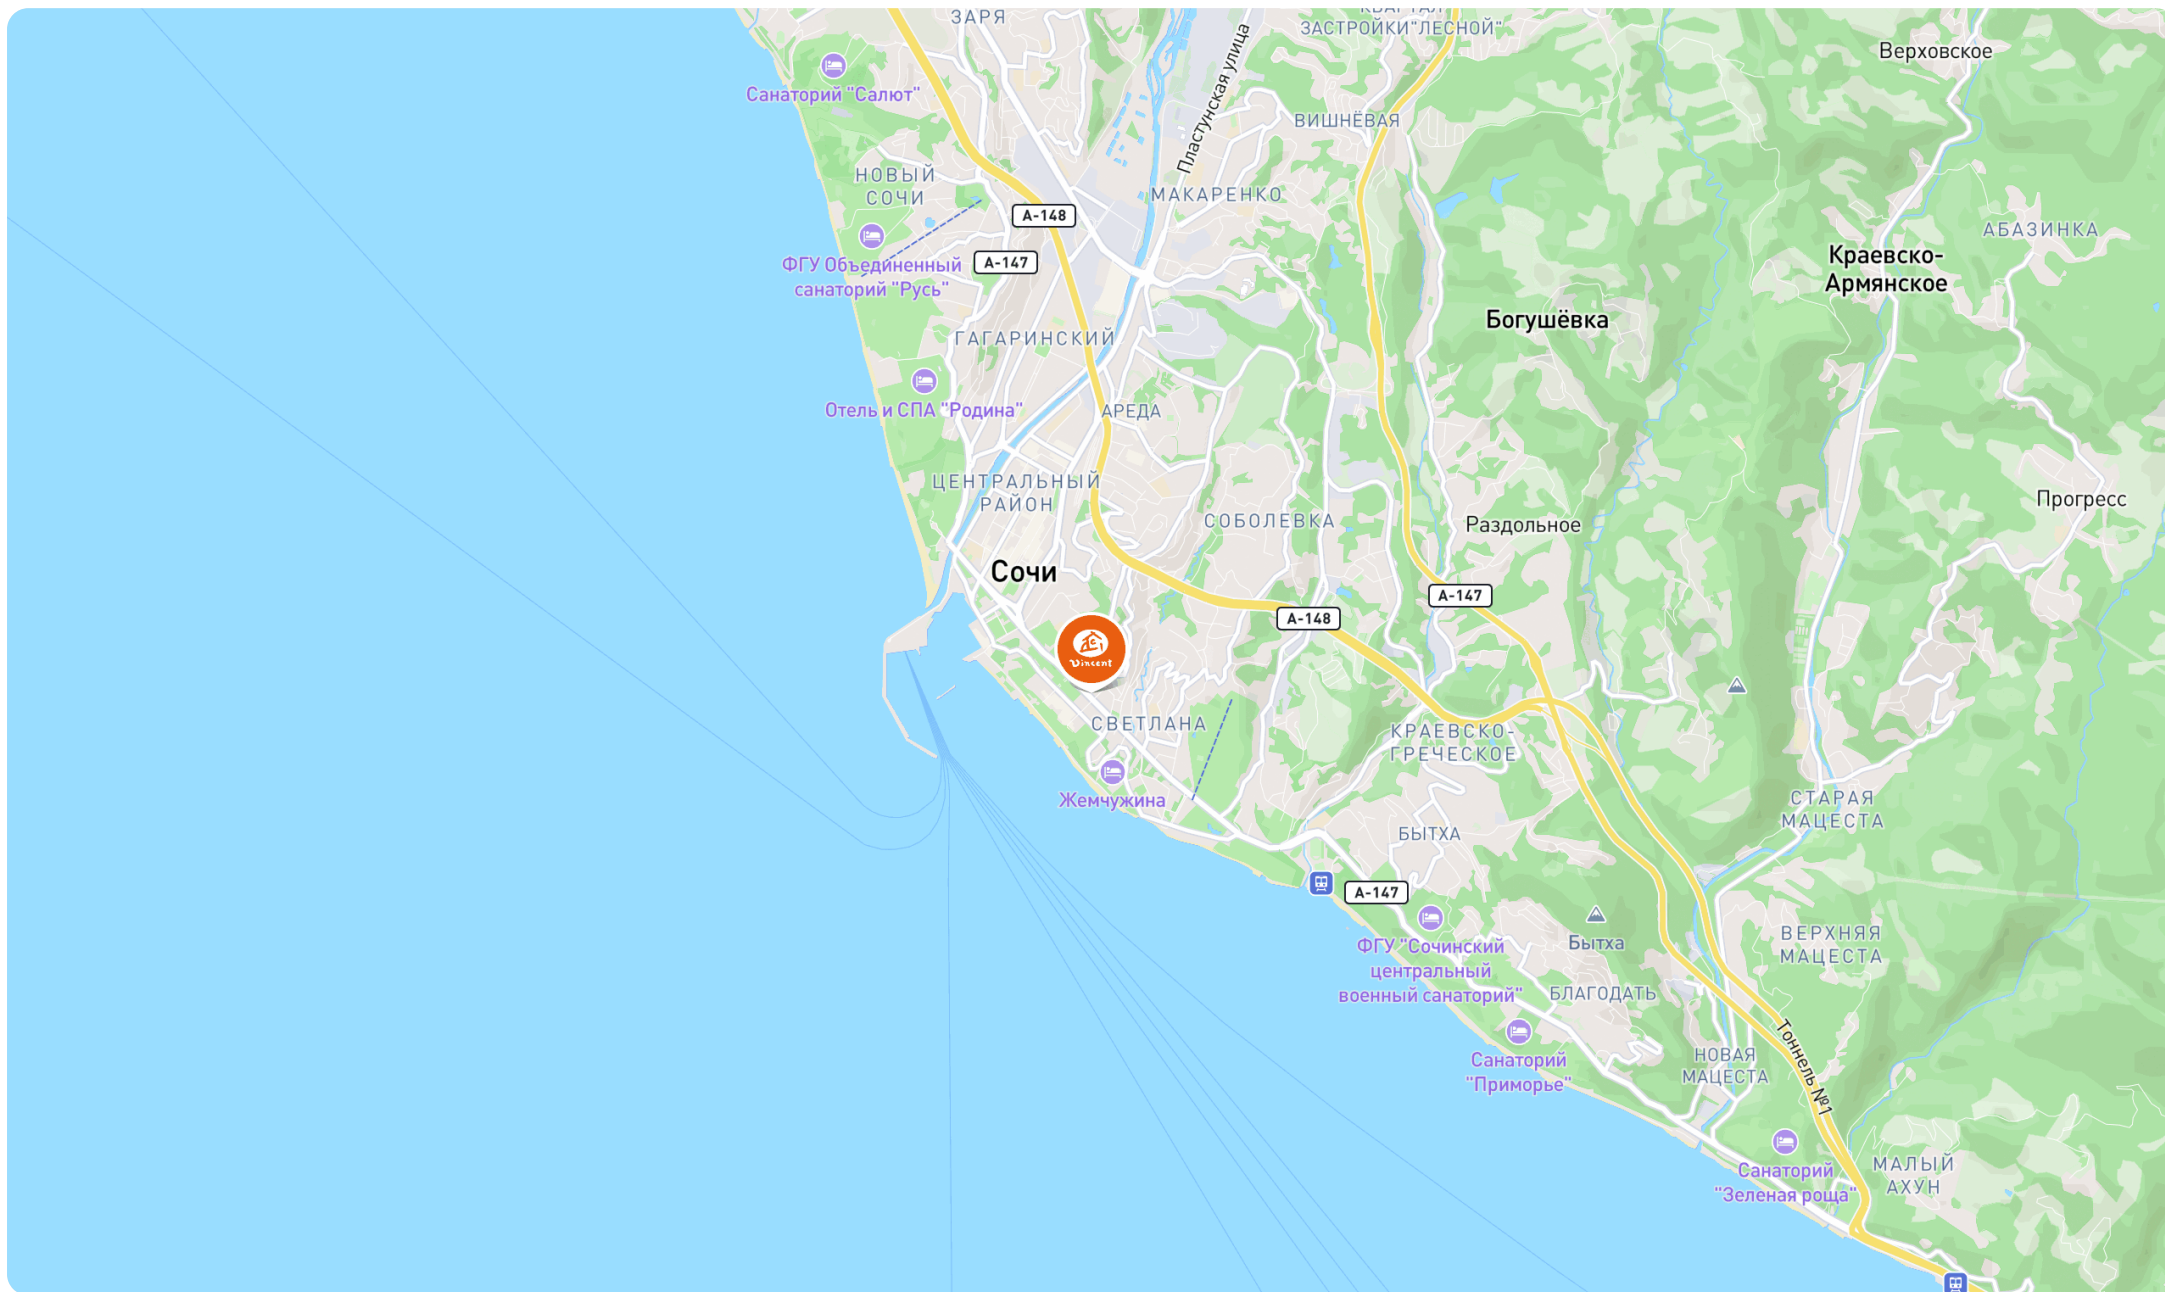 ЗАРЯ
КВАРТАЛ
ЗАСТРОЙКИ"ЛЕСНОЙ"
Верховское
Санаторий "Салют"
Пластунская улица
ВИШНЁВАЯ
НОВЫЙ
СОЧИ
МАКАРЕНКО
А-148
АБАЗИНКА
ФГУ Объединенный
санаторий "Русь"
А-147
Краевско-
Армянское
Богушёвка
ГАГАРИНСКИЙ
Отель и СПА "Родина"
АРЕДА
ЦЕНТРАЛЬНЫЙ
РАЙОН
Прогресс
СОБОЛЕВКА
Раздольное
Сочи
А-147
А-148
Vincent
СВЕТЛАНА
КРАЕВСКО-
ГРЕЧЕСКОЕ
Жемчужина
СТАРАЯ
МАЦЕСТА
БЫТХА
А-147
ФГУ "Сочинский
центральный
военный санаторий"
Бытха
ВЕРХНЯЯ
МАЦЕСТА
БЛАГОДАТЬ
Санаторий
"Приморье"
НОВАЯ
МАЦЕСТА
Тоннель №1
Санаторий
"Зеленая роща"
МАЛЫЙ
АХУН